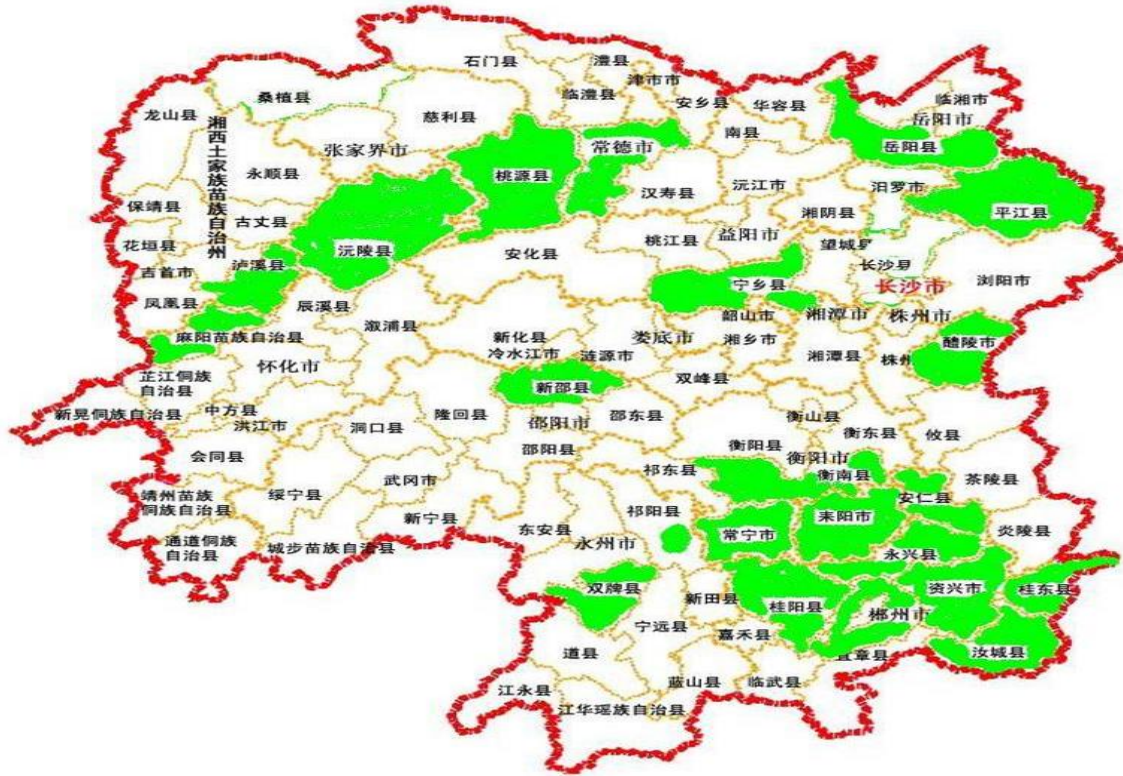 石门县
澧县
津市市
临澧县
安乡县
华容县
临湘市
岳阳市
岳阳县
桑植县
龙山县
慈利县
湘西土家族苗族自治州
张家界市
常德市
南县
永顺县
桃源县
汉寿县
沅江市
汨罗市
湘阴县
平江县
保靖县
古丈县
花垣县
泸溪县
沅陵县
安化县
桃江县
益阳市
望城县
长沙县
长沙市
浏阳市
吉首市
凤凰县
辰溪县
宁乡县
韶山市
湘潭市
株州市
醴陵市
麻阳苗族自治县
溆浦县
新化县
冷水江市
涟源市
娄底市
湘乡市
湘潭县
株州
怀化市
芷江侗族
自治县
新晃侗族自治县
中方县
洪江市
新邵县
双峰县
隆回县
邵阳市
邵东县
洞口县
邵阳县
衡山县
衡阳县
衡阳市
衡东县
攸县
会同县
武冈市
祁东县
衡南县
安仁县
茶陵县
靖州苗族
侗族自治县
绥宁县
新宁县
东安县
祁阳县
常宁市
耒阳市
炎陵县
通道侗族
自治县
城步苗族自治县
永州市
永兴县
双牌县
新田县
桂阳县
郴州市
资兴市
桂东县
宁远县
嘉禾县
汝城县
道县
宜章县
江永县
蓝山县
临武县
江华瑶族自治县